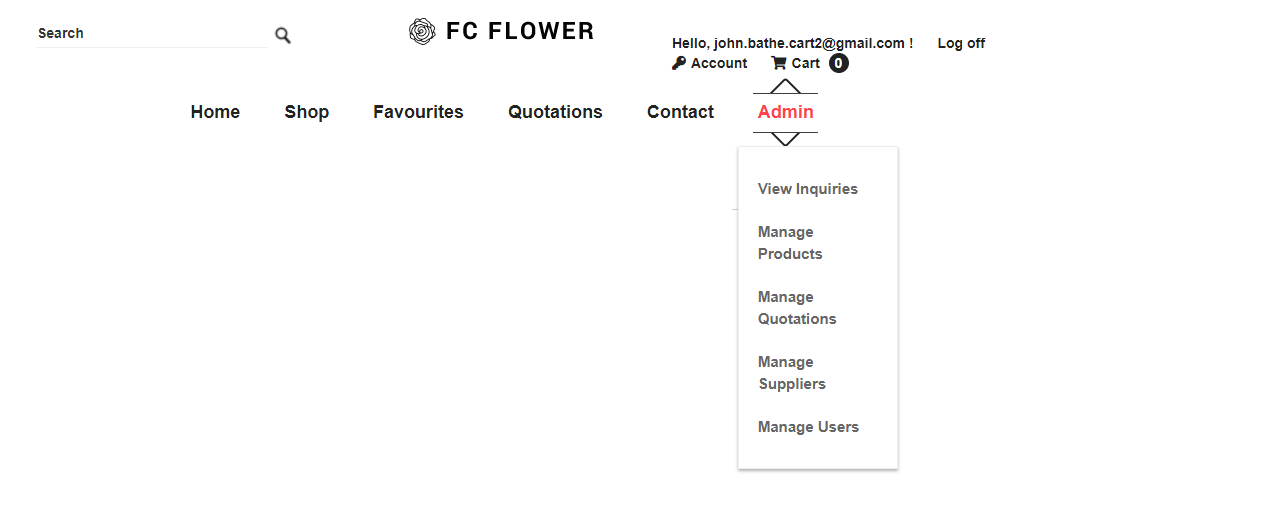 Search
FC FLOWER
Hello, john.bathe.cart2@gmail.com ! Log off
Account Cart 0
Home Shop Favourites Quotations Contact Admin
View Inquiries
Manage
Products
Manage
Quotations
Manage
Suppliers
Manage Users